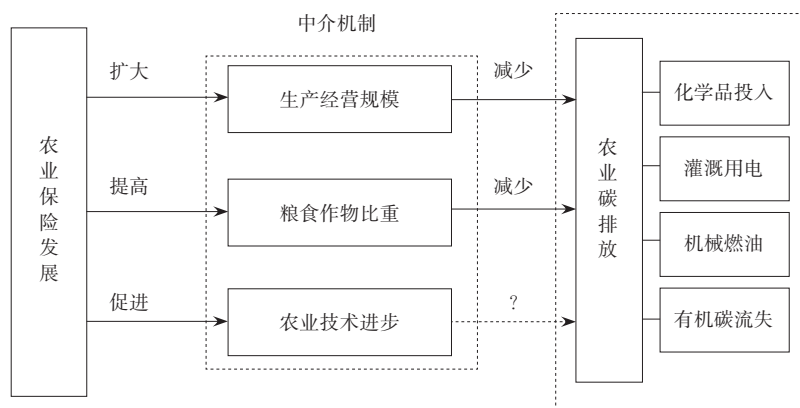 中介机制
农业保险发展
扩大
生产经营规模
减少
提高
粮食作物比重
减少
促进
农业技术进步
?
农业碳排放
化学品投入
灌溉用电
机械燃油
有机碳流失